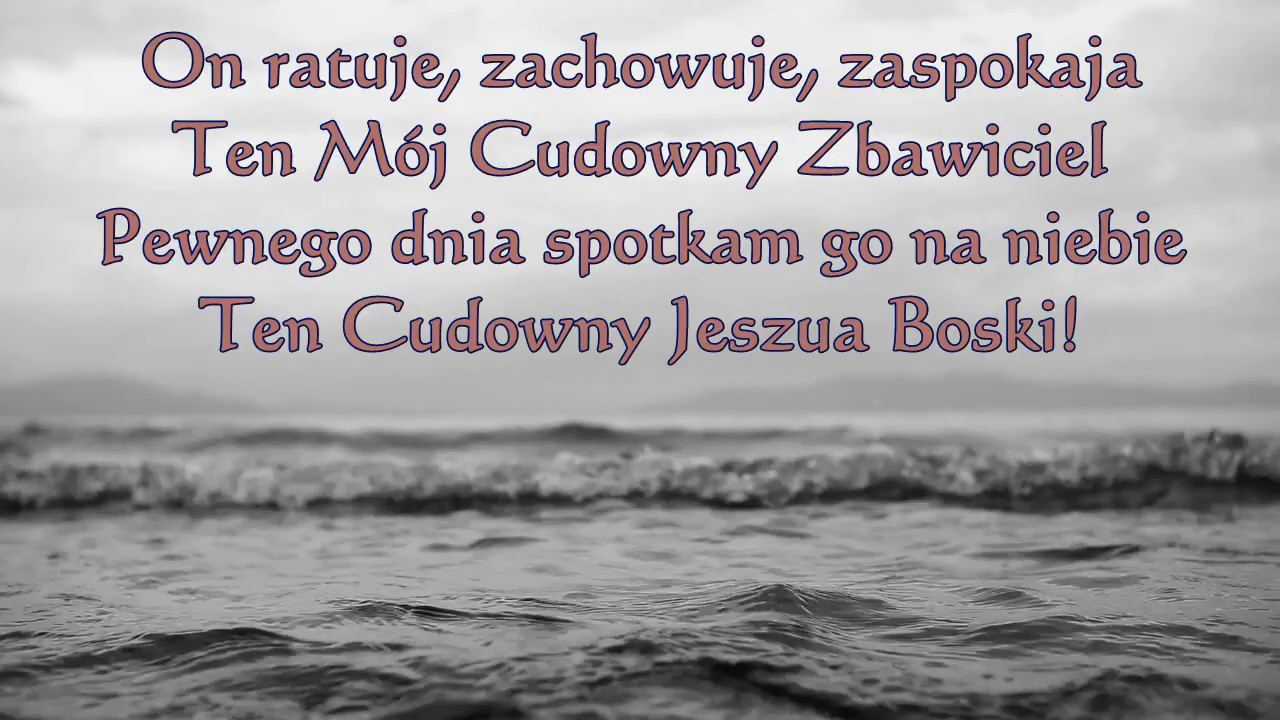 On ratuje, zachowuje, zaspokaja
Ten Mój Cudowny Zbawiciel
Pewnego dnia spotkam go na niebie
Ten Cudowny Jeszua Boski!